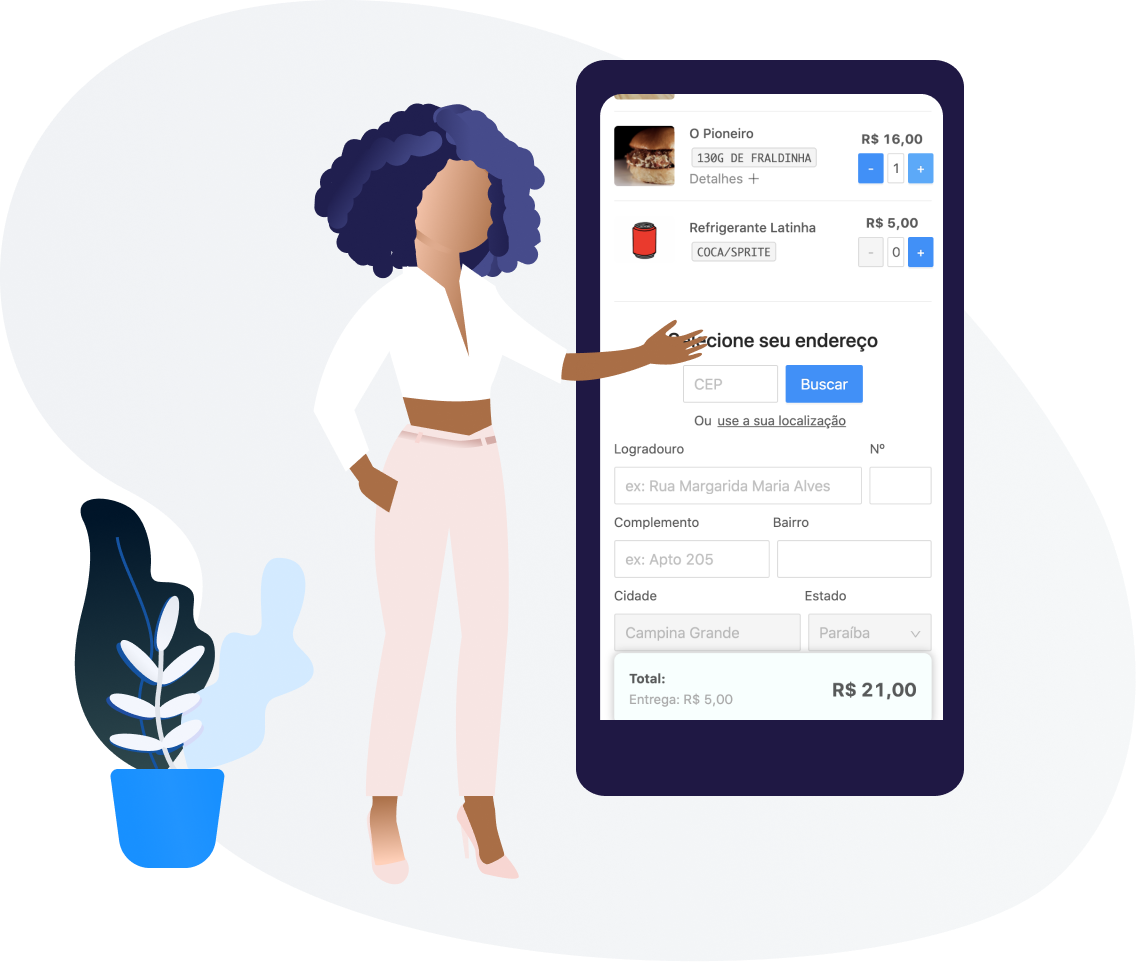 O Pioneiro
R$ 16,00
130G DE FRALDINHA
- 1 +
Detalhes +
Refrigerante Latinha
R$ 5,00
COCA/SPRITE
- 0 +
Selecione seu endereço
CEP
Buscar
Ou use a sua localização
Logradouro Nº
ex: Rua Margarida Maria Alves
Complemento Bairro
ex: Apto 205
Cidade Estado
Campina Grande Paraíba
Total:
Entrega: R$ 5,00
R$ 21,00